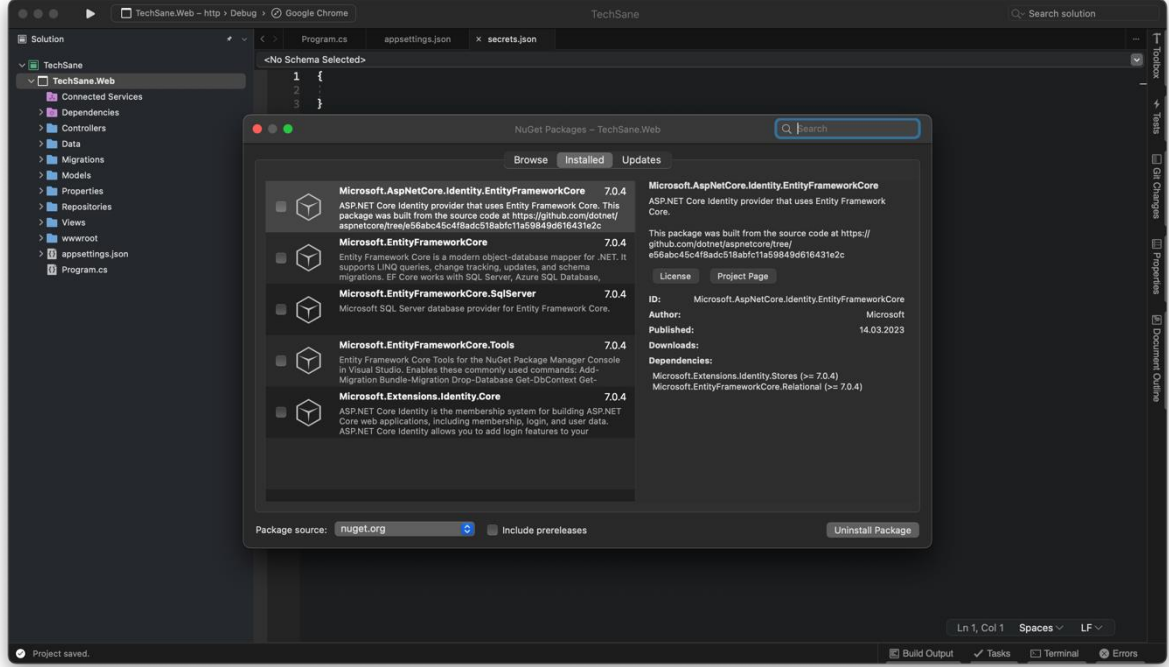 TechSane.Web – http › Debug › Google Chrome
TechSane
Search solution
Solution
Program.cs
appsettings.json
× secrets.json
<No Schema Selected>
TechSane
TechSane.Web
Connected Services
Dependencies
Controllers
Data
Migrations
Models
Properties
Repositories
Views
wwwroot
appsettings.json
Program.cs
1 {
2
3 }
NuGet Packages – TechSane.Web
Search
Browse
Installed
Updates
Microsoft.AspNetCore.Identity.EntityFrameworkCore 7.0.4
ASP.NET Core Identity provider that uses Entity Framework Core. This
package was built from the source code at https://github.com/dotnet/
aspnetcore/tree/e56abc45c4f8adc518abfc11a59849d616431e2c
Microsoft.EntityFrameworkCore 7.0.4
Entity Framework Core is a modern object-database mapper for .NET. It
supports LINQ queries, change tracking, updates, and schema
migrations. EF Core works with SQL Server, Azure SQL Database,
Microsoft.EntityFrameworkCore.SqlServer 7.0.4
Microsoft SQL Server database provider for Entity Framework Core.
Microsoft.EntityFrameworkCore.Tools 7.0.4
Entity Framework Core Tools for the NuGet Package Manager Console
in Visual Studio. Enables these commonly used commands: Add-
Migration Bundle-Migration Drop-Database Get-DbContext Get-
Microsoft.Extensions.Identity.Core 7.0.4
ASP.NET Core Identity is the membership system for building ASP.NET
Core web applications, including membership, login, and user data.
ASP.NET Core Identity allows you to add login features to your
Microsoft.AspNetCore.Identity.EntityFrameworkCore
ASP.NET Core Identity provider that uses Entity Framework
Core.
This package was built from the source code at https://
github.com/dotnet/aspnetcore/tree/
e56abc45c4f8adc518abfc11a59849d616431e2c
License
Project Page
ID: Microsoft.AspNetCore.Identity.EntityFrameworkCore
Author: Microsoft
Published: 14.03.2023
Downloads:
Dependencies:
Microsoft.Extensions.Identity.Stores (>= 7.0.4)
Microsoft.EntityFrameworkCore.Relational (>= 7.0.4)
Package source: nuget.org
Include prereleases
Uninstall Package
Toolbox
Tests
Git Changes
Properties
Document Outline
Ln 1, Col 1
Spaces
LF
Project saved.
Build Output
Tasks
Terminal
Errors